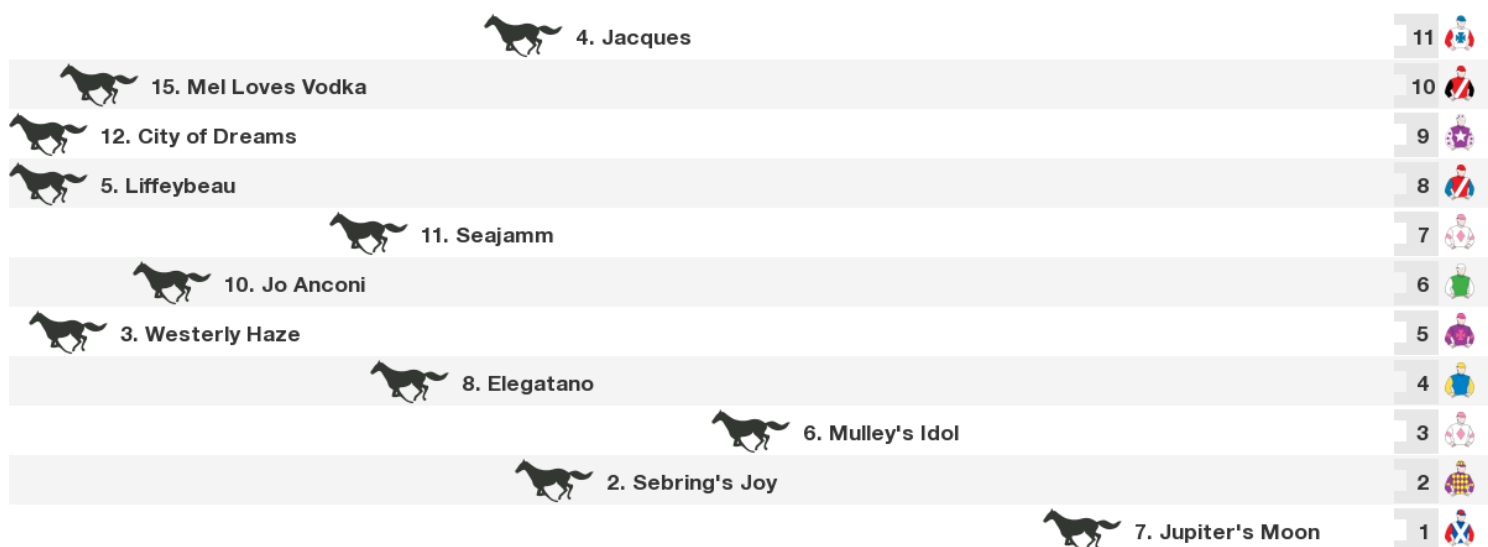 4. Jacques 11
15. Mel Loves Vodka 10
12. City of Dreams 9
5. Liffeybeau 8
11. Seajamm 7
10. Jo Anconi 6
3. Westerly Haze 5
8. Elegatano 4
6. Mulley's Idol 3
2. Sebring's Joy 2
7. Jupiter's Moon 1